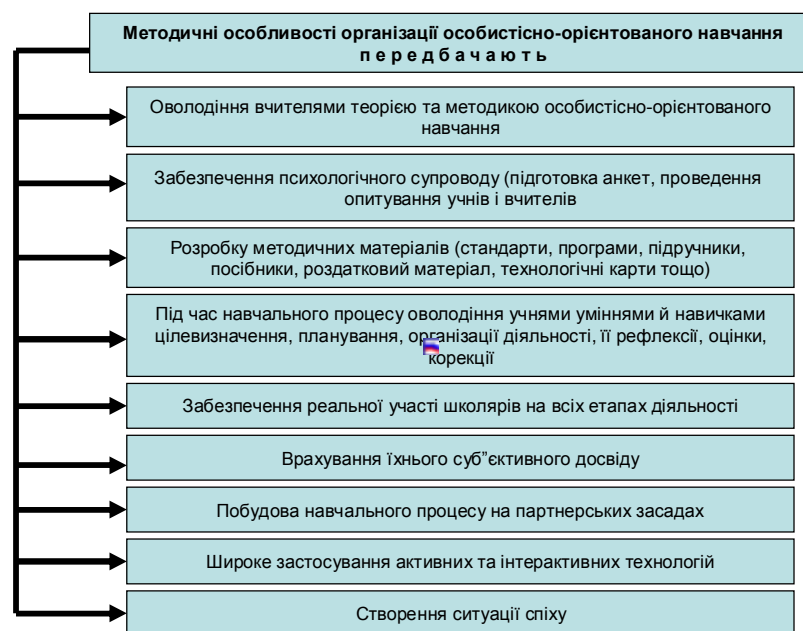 Методичні особливості організації особистісно-орієнтованого навчання
п е р е д б а ч а ю т ь
Оволодіння вчителями теорією та методикою особистісно-орієнтованого
навчання
Забезпечення психологічного супроводу (підготовка анкет, проведення
опитування учнів і вчителів
Розробку методичних матеріалів (стандарти, програми, підручники,
посібники, роздатковий матеріал, технологічні карти тощо)
Під час навчального процесу оволодіння учнями уміннями й навичками
цілевизначення, планування, організації діяльності, її рефлексії, оцінки,
корекції
Забезпечення реальної участі школярів на всіх етапах діяльності
Врахування їхнього суб"єктивного досвіду
Побудова навчального процесу на партнерських засадах
Широке застосування активних та інтерактивних технологій
Створення ситуації спіху